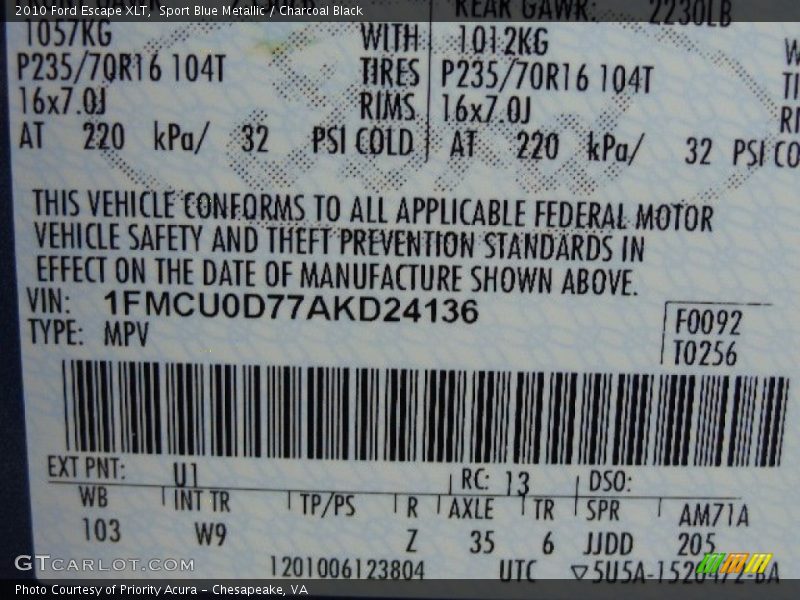 2010 Ford Escape XLT, Sport Blue Metallic / Charcoal Black
REAR GAWR: 2230LB
1057KG WITH 1012KG
P235/70R16 104T TIRES P235/70R16 104T
16x7.0J RIMS 16x7.0J
AT 220 kPa/ 32 PSI COLD AT 220 kPa/ 32 PSI CO
THIS VEHICLE CONFORMS TO ALL APPLICABLE FEDERAL MOTOR
VEHICLE SAFETY AND THEFT PREVENTION STANDARDS IN
EFFECT ON THE DATE OF MANUFACTURE SHOWN ABOVE.
VIN: 1FMCU0D77AKD24136
F0092
TYPE: MPV
T0256
EXT PNT: U1 RC: 13 DSO:
WB INT TR TP/PS R AXLE TR SPR AM71A
103 W9 Z 35 6 JJDD 205
1201006123804 UTC ▽5U5A-1520472-BA
GTCarLot.com
Photo Courtesy of Priority Acura – Chesapeake, VA